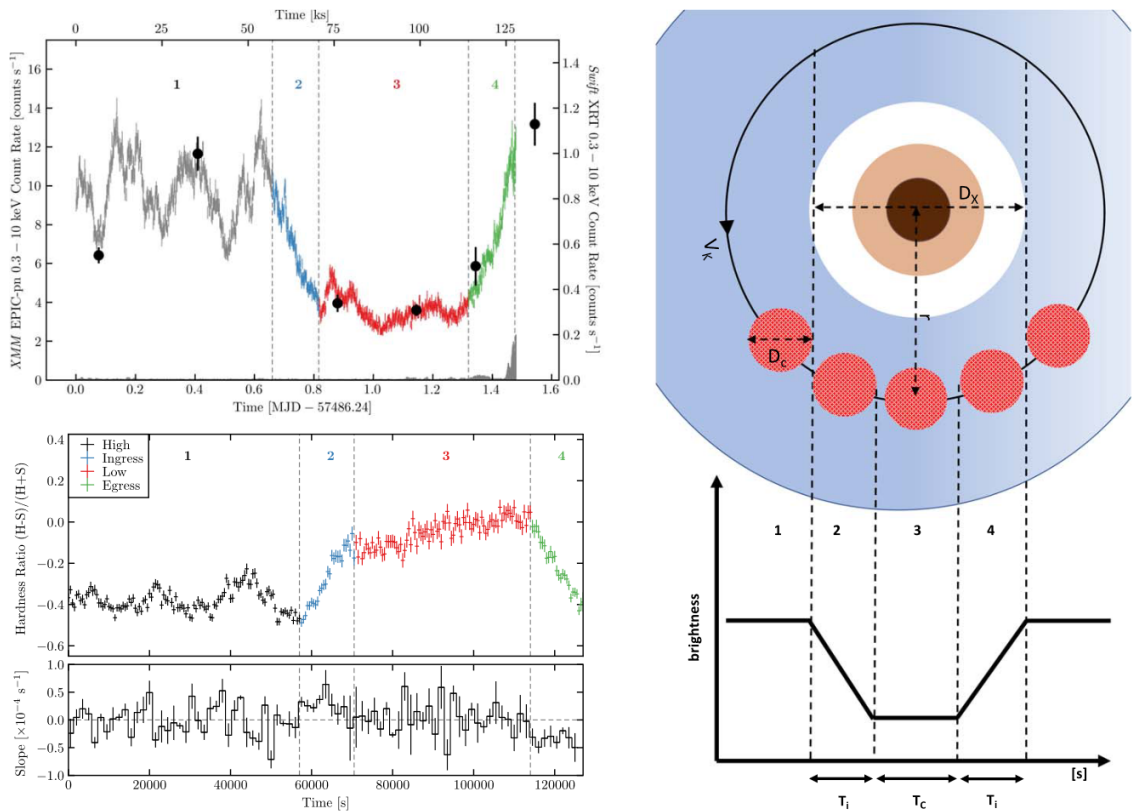 Time [ks]
0 25 50 75 100 125
XMM EPIC-pn 0.3 − 10 keV Count Rate [counts s⁻¹]
16
14
12
10
8
6
4
2
0
1 2 3 4
1.4
1.2
1.0
0.8
0.6
0.4
0.2
0.0
Swift XRT 0.3 − 10 keV Count Rate [counts s⁻¹]
0.0 0.2 0.4 0.6 0.8 1.0 1.2 1.4 1.6
Time [MJD − 57486.24]
Hardness Ratio (H-S)/(H+S)
0.4
0.2
0.0
−0.2
−0.4
−0.6
High
Ingress
Low
Egress
1 2 3 4
Slope [×10⁻⁴ s⁻¹]
1.0
0.5
0.0
−0.5
−1.0
0 20000 40000 60000 80000 100000 120000
Time [s]
D_X
V_K
r
D_c
1 2 3 4
brightness
[s]
T_i T_c T_i